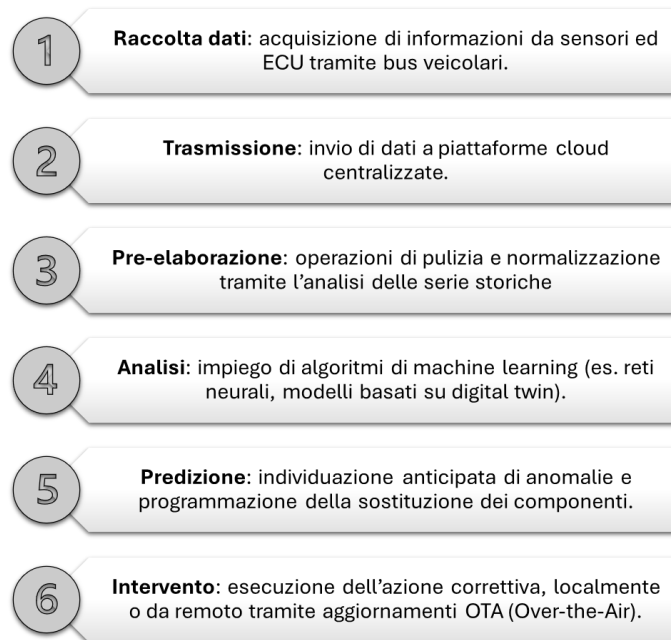 1
Raccolta dati: acquisizione di informazioni da sensori ed
ECU tramite bus veicolari.
2
Trasmissione: invio di dati a piattaforme cloud
centralizzate.
3
Pre-elaborazione: operazioni di pulizia e normalizzazione
tramite l’analisi delle serie storiche
4
Analisi: impiego di algoritmi di machine learning (es. reti
neurali, modelli basati su digital twin).
5
Predizione: individuazione anticipata di anomalie e
programmazione della sostituzione dei componenti.
6
Intervento: esecuzione dell’azione correttiva, localmente
o da remoto tramite aggiornamenti OTA (Over-the-Air).